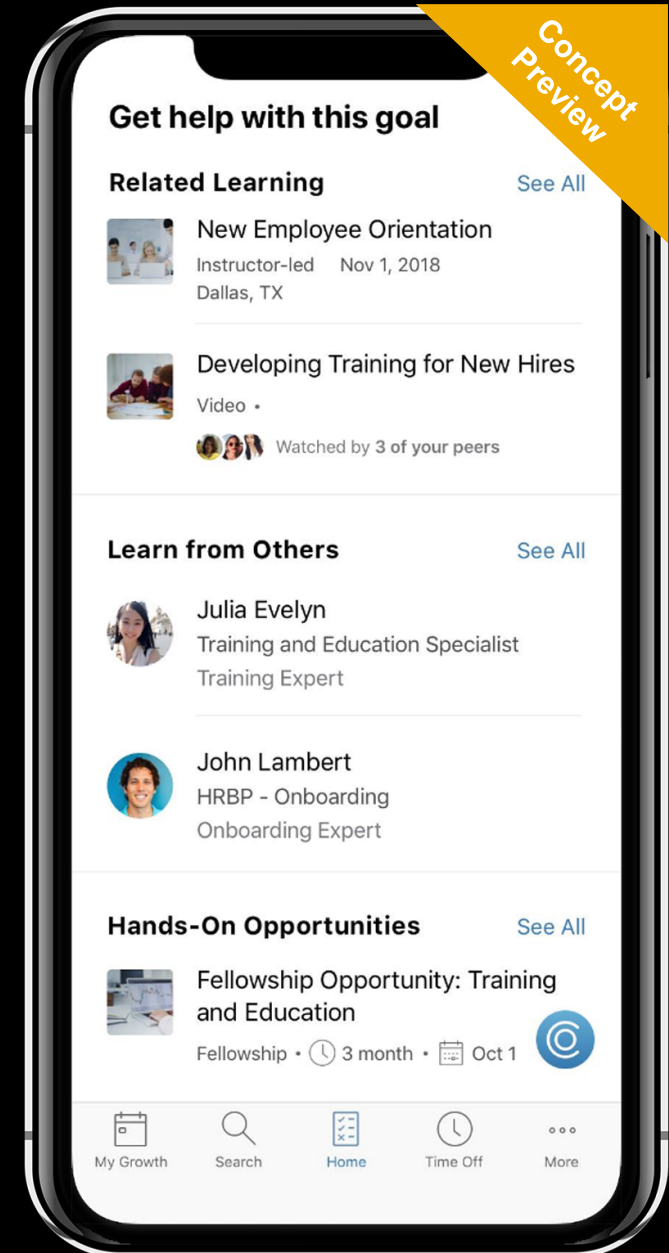 Concept
Preview
Get help with this goal
Related Learning See All
New Employee Orientation
Instructor-led Nov 1, 2018
Dallas, TX
Developing Training for New Hires
Video •
Watched by 3 of your peers
Learn from Others See All
Julia Evelyn
Training and Education Specialist
Training Expert
John Lambert
HRBP - Onboarding
Onboarding Expert
Hands-On Opportunities See All
Fellowship Opportunity: Training
and Education
Fellowship • 3 month • Oct 1
My Growth Search Home Time Off More